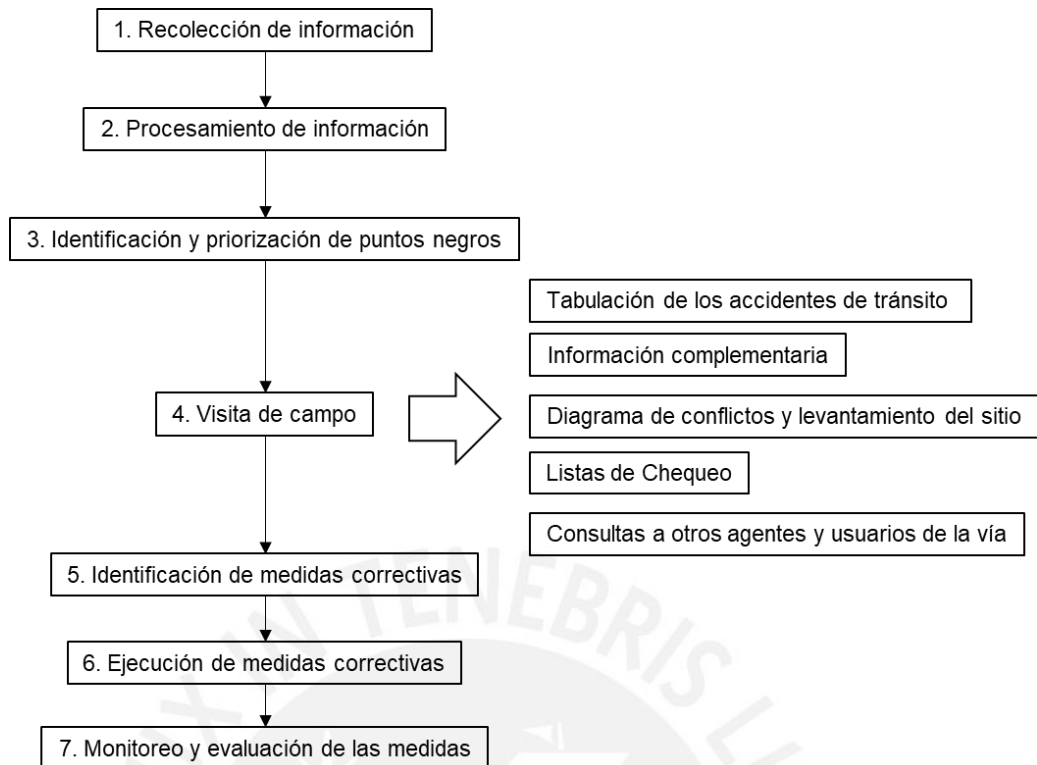 1. Recolección de información
2. Procesamiento de información
3. Identificación y priorización de puntos negros
4. Visita de campo
Tabulación de los accidentes de tránsito
Información complementaria
Diagrama de conflictos y levantamiento del sitio
Listas de Chequeo
Consultas a otros agentes y usuarios de la vía
5. Identificación de medidas correctivas
6. Ejecución de medidas correctivas
7. Monitoreo y evaluación de las medidas
IN TENEBRIS